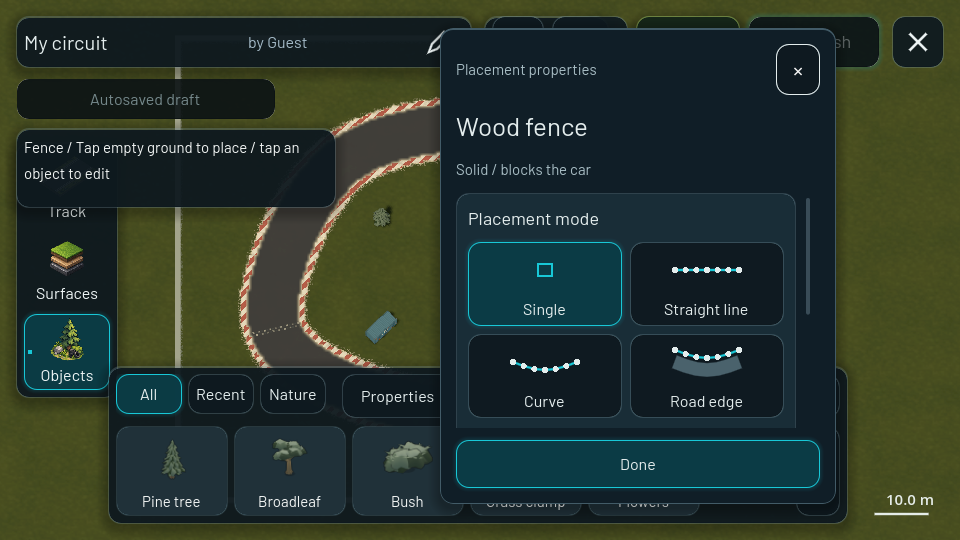 My circuit
by Guest
Autosaved draft
Fence / Tap empty ground to place / tap an
object to edit
Track
Surfaces
Objects
All
Recent
Nature
Properties
Pine tree
Broadleaf
Bush
Placement properties
×
Wood fence
Solid / blocks the car
Placement mode
Single
Straight line
Curve
Road edge
Done
10.0 m